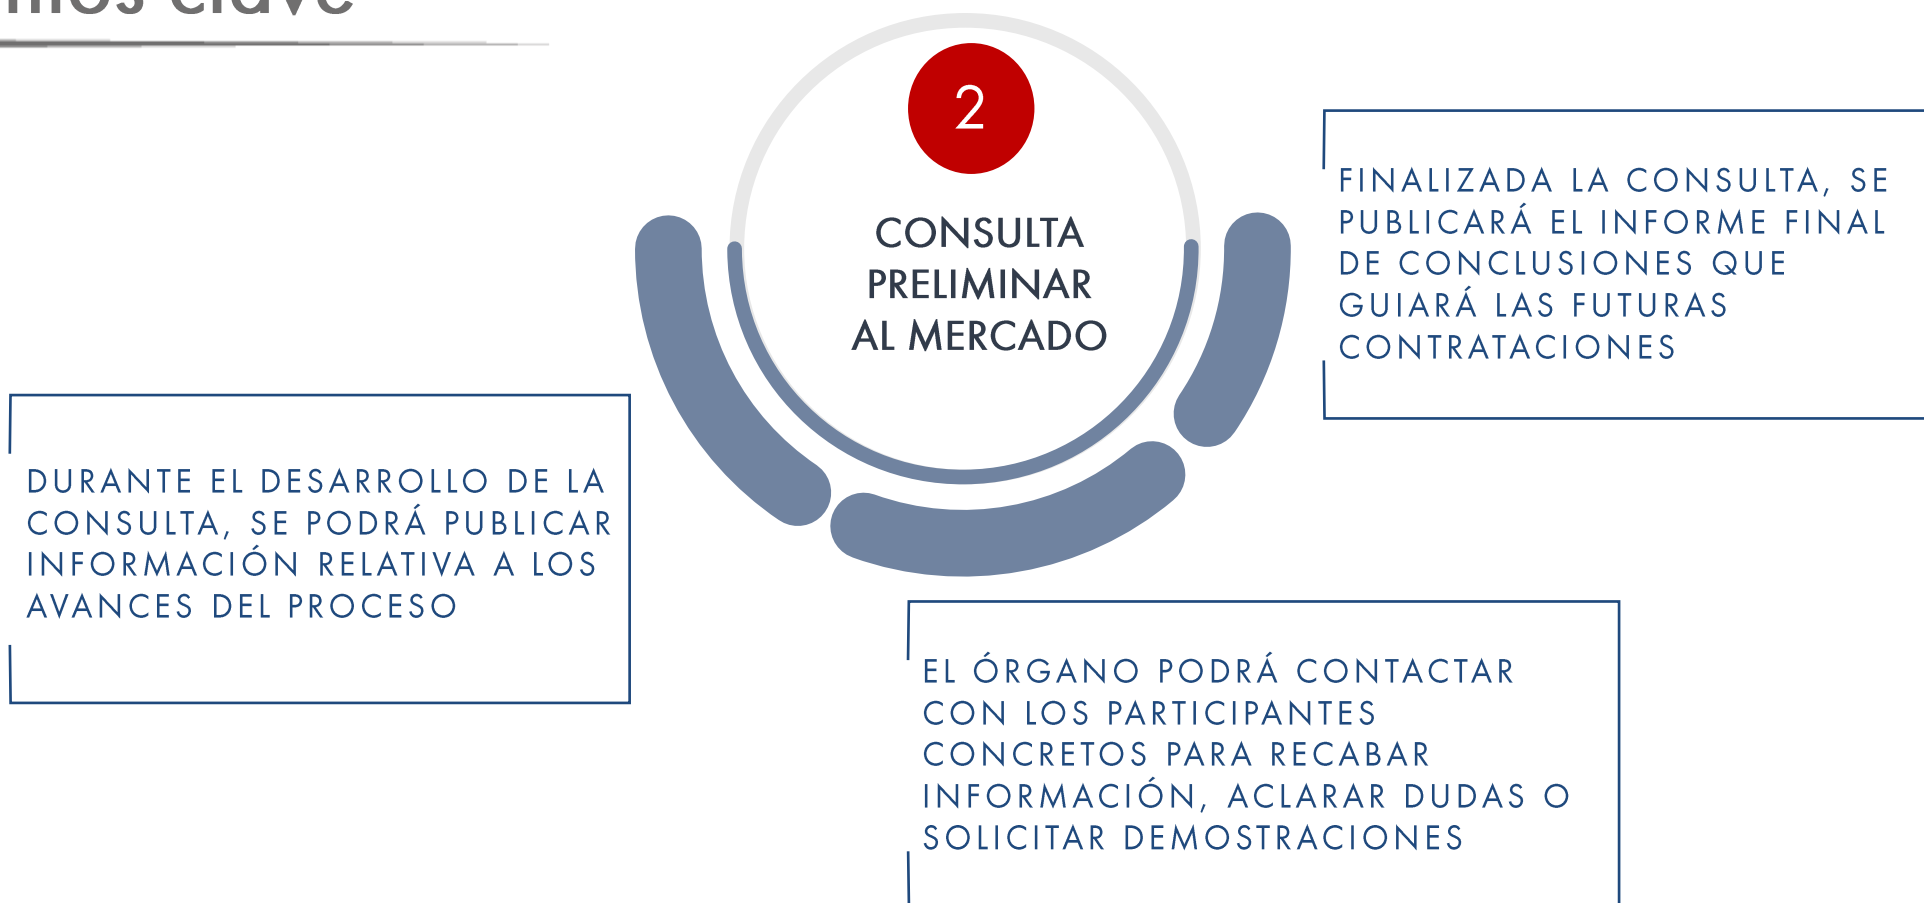 clave
2
CONSULTA
PRELIMINAR
AL MERCADO
FINALIZADA LA CONSULTA, SE
PUBLICARÁ EL INFORME FINAL
DE CONCLUSIONES QUE
GUIARÁ LAS FUTURAS
CONTRATACIONES
DURANTE EL DESARROLLO DE LA
CONSULTA, SE PODRÁ PUBLICAR
INFORMACIÓN RELATIVA A LOS
AVANCES DEL PROCESO
EL ÓRGANO PODRÁ CONTACTAR
CON LOS PARTICIPANTES
CONCRETOS PARA RECABAR
INFORMACIÓN, ACLARAR DUDAS O
SOLICITAR DEMOSTRACIONES